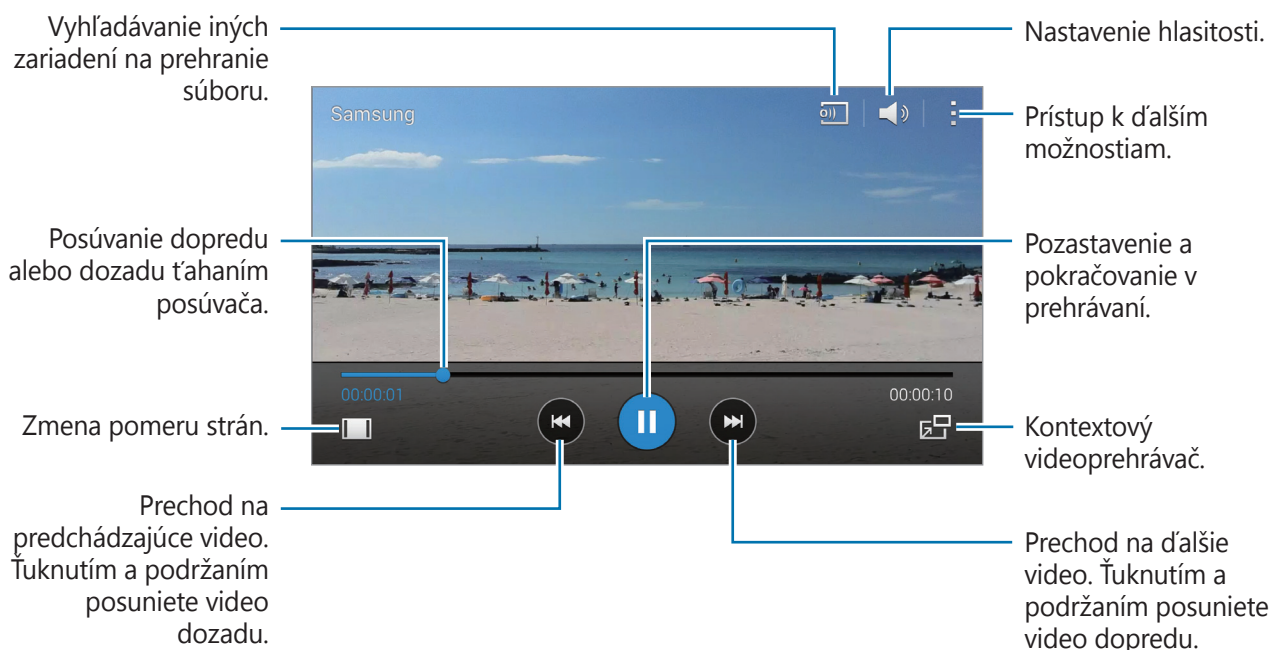 Vyhľadávanie iných
zariadení na prehranie
súboru.
Nastavenie hlasitosti.
Samsung
Prístup k ďalším
možnostiam.
Posúvanie dopredu
alebo dozadu ťahaním
posúvača.
Pozastavenie a
pokračovanie v
prehrávaní.
00:00:01
00:00:10
Zmena pomeru strán.
Kontextový
videoprehrávač.
Prechod na
predchádzajúce video.
Ťuknutím a podržaním
posuniete video
dozadu.
Prechod na ďalšie
video. Ťuknutím a
podržaním posuniete
video dopredu.